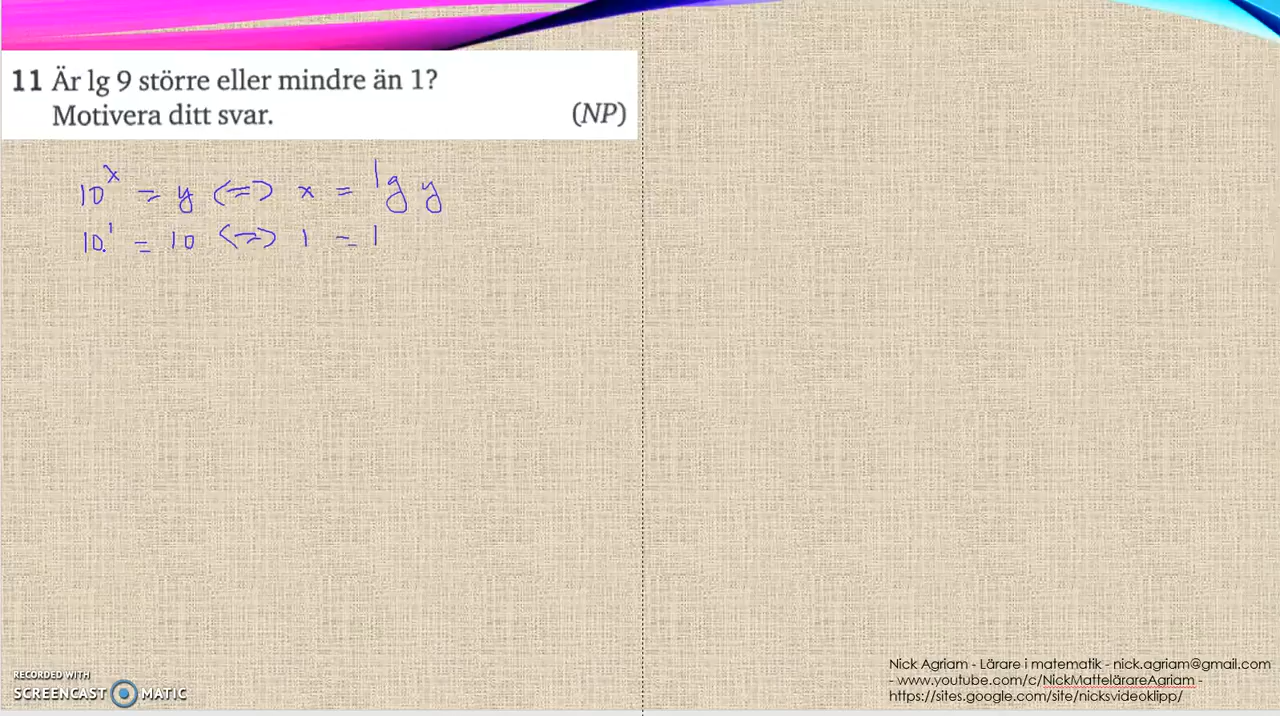 11 Är lg 9 större eller mindre än 1?
Motivera ditt svar. (NP)
10^x = y <=> x = lg y
10^1 = 10 <=> 1 = l
RECORDED WITH
SCREENCAST MATIC
Nick Agriam - Lärare i matematik - nick.agriam@gmail.com
- www.youtube.com/c/NickMattelärareAgriam -
https://sites.google.com/site/nicksvideoklipp/